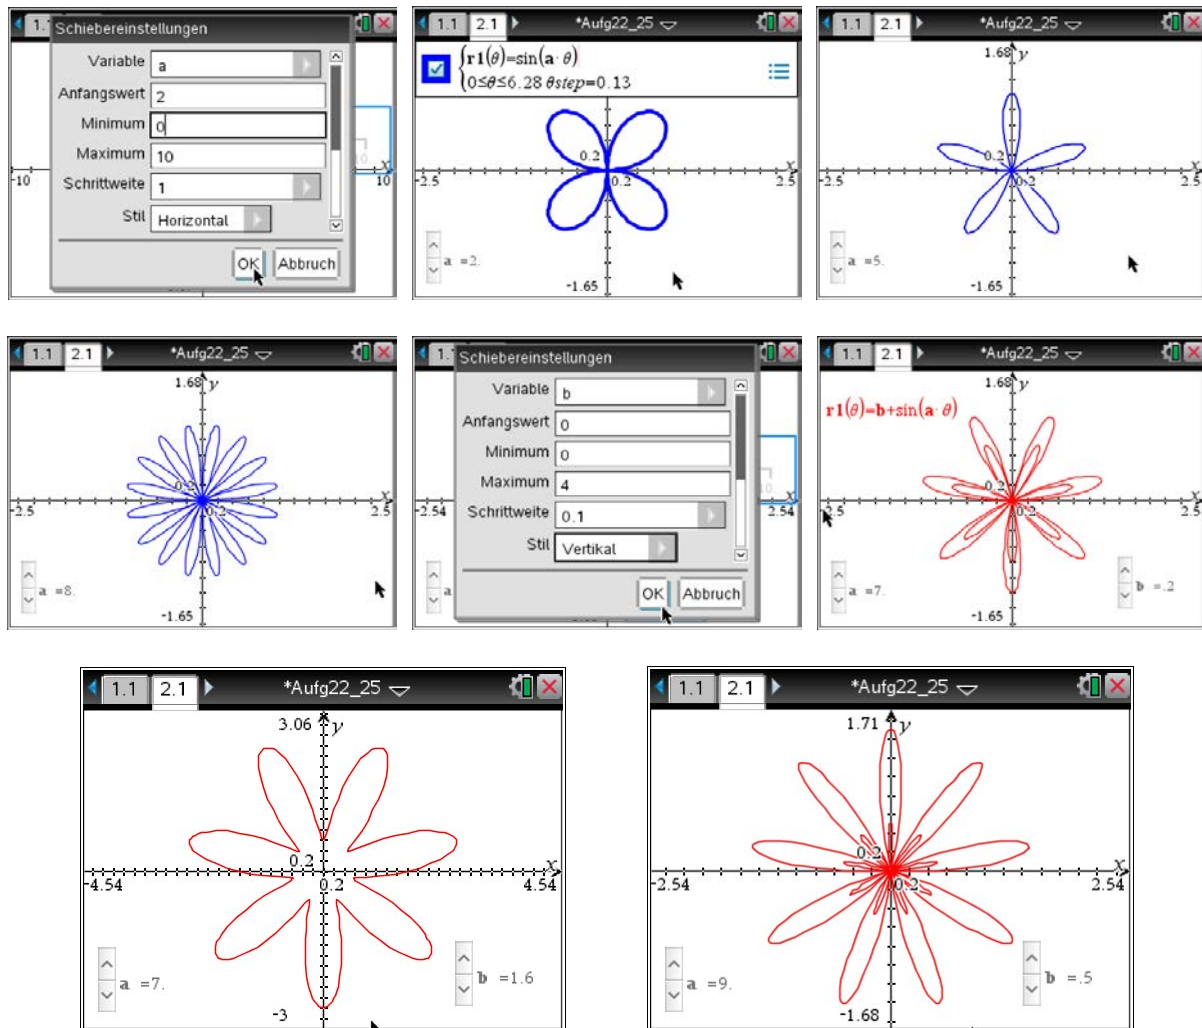 1.
Schiebereinstellungen
Variable a
Anfangswert 2
Minimum 0
Maximum 10
Schrittweite 1
Stil Horizontal
OK Abbruch
-10 10 x
1.1 2.1 *Aufg22_25
r1(θ)=sin(a·θ)
0≤θ≤6.28 θstep=0.13
0.2
-2.5 0.2 2.5
a =2.
-1.65
1.1 2.1 *Aufg22_25
1.68 y
0.2 x
-2.5 0.2 2.5
a =5.
-1.65
1.1 2.1 *Aufg22_25
1.68 y
0.2 x
-2.5 0.2 2.5
a =8.
-1.65
1.
Schiebereinstellungen
Variable b
Anfangswert 0
Minimum 0
Maximum 4
Schrittweite 0.1
Stil Vertikal
OK Abbruch
-2.54 2.54 x
a
1.1 2.1 *Aufg22_25
1.68 y
r1(θ)=b+sin(a·θ)
0.2 x
-2.5 0.2 2.54
a =7. b =.2
-1.65
1.1 2.1 *Aufg22_25
3.06 y
0.2 x
-4.54 0.2 4.54
a =7. b =1.6
-3
1.1 2.1 *Aufg22_25
1.71 y
0.2 x
-2.54 0.2 2.54
a =9. b =.5
-1.68